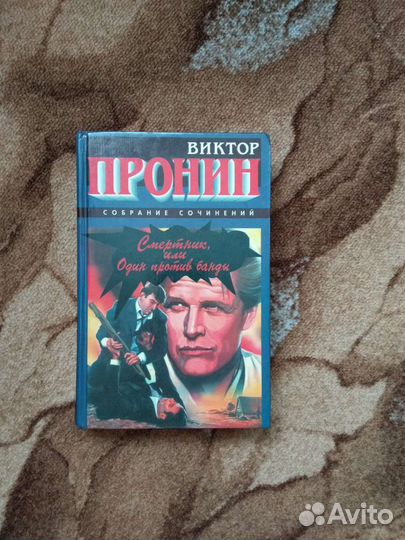 ВИКТОР
ПРОНИН
СОБРАНИЕ СОЧИНЕНИЙ
Смертник,
или
Один против банды
Avito